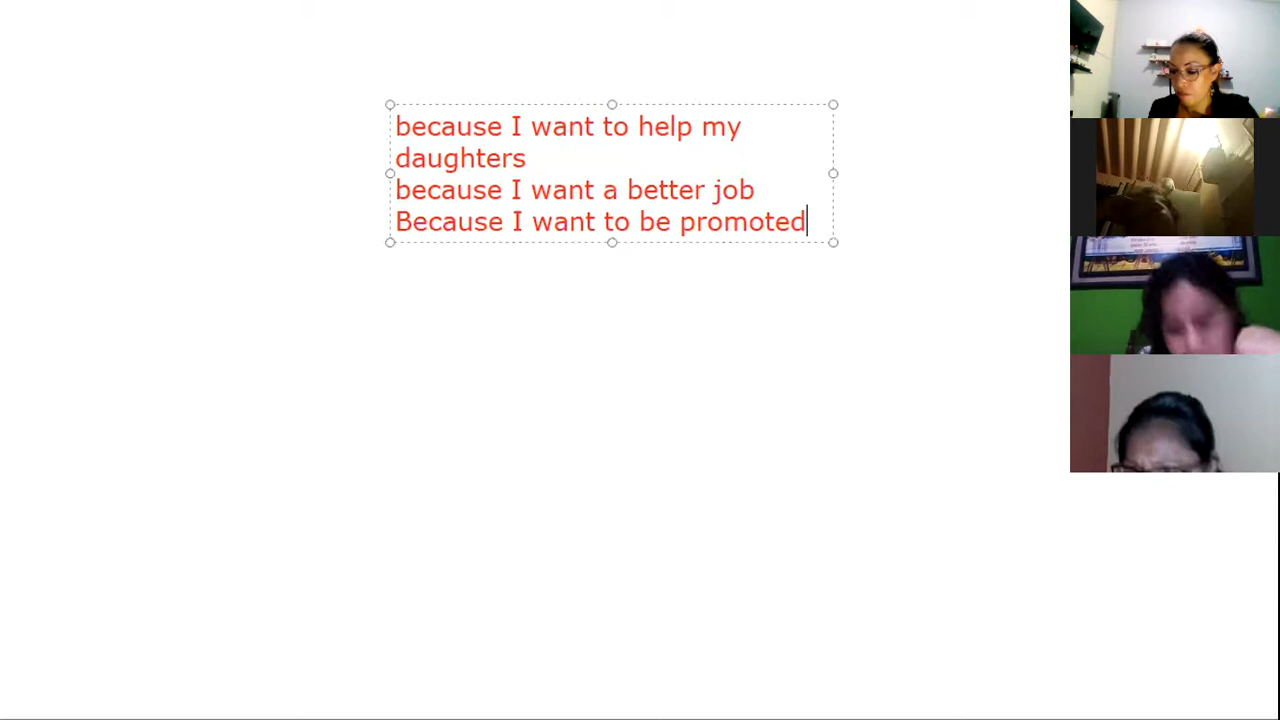 because I want to help my
daughters
because I want a better job
Because I want to be promoted